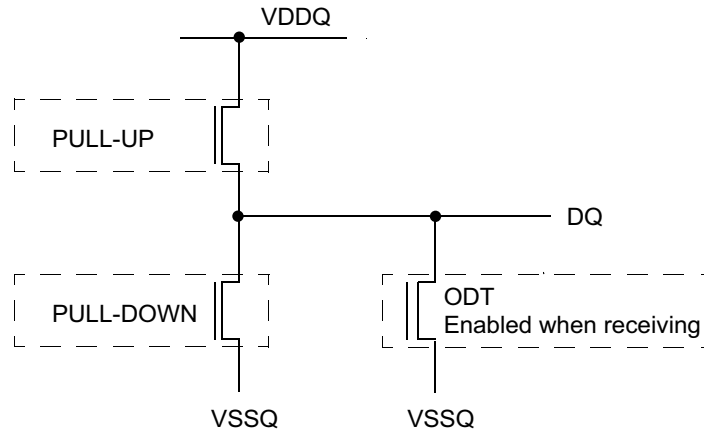 VDDQ
PULL-UP
DQ
PULL-DOWN
ODT
Enabled when receiving
VSSQ
VSSQ